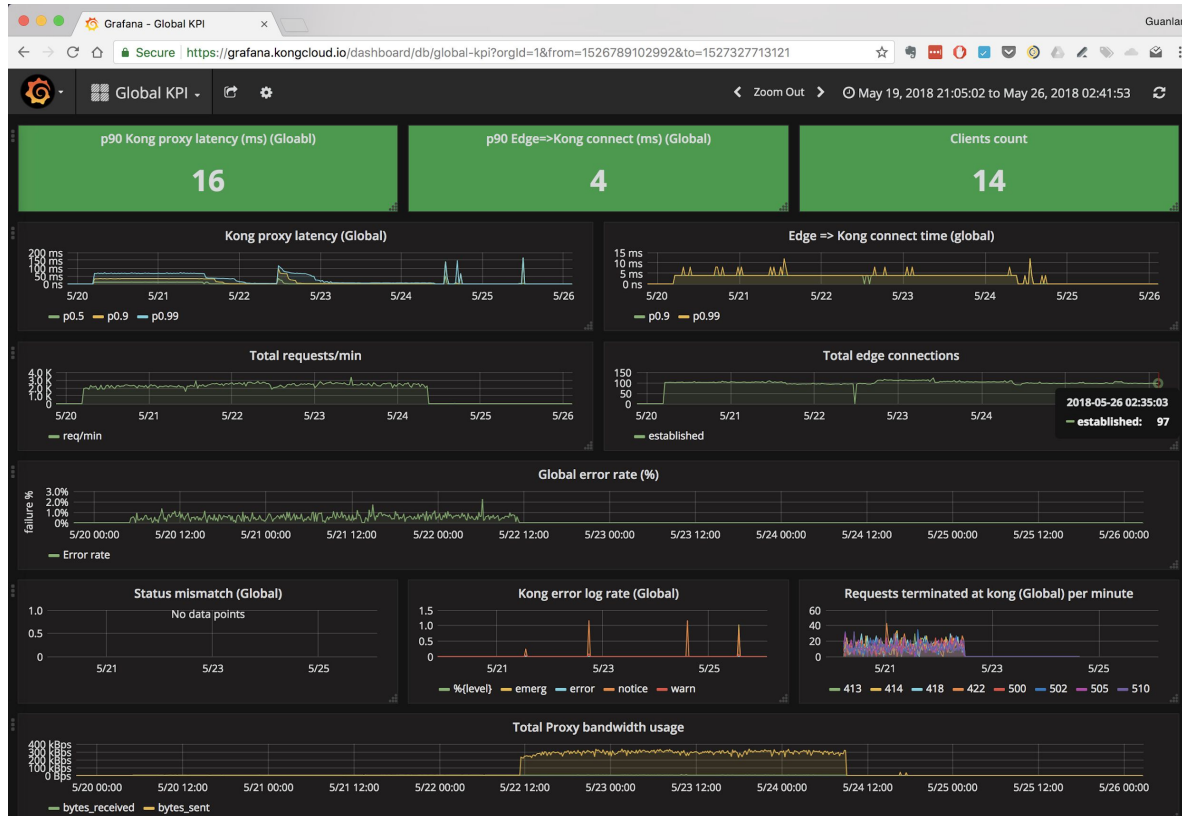 Grafana - Global KPI
Guanlan
Secure https://grafana.kongcloud.io/dashboard/db/global-kpi?orgId=1&from=1526789102992&to=1527327713121
Global KPI
Zoom Out
May 19, 2018 21:05:02 to May 26, 2018 02:41:53
p90 Kong proxy latency (ms) (Gloabl)
16
p90 Edge=>Kong connect (ms) (Global)
4
Clients count
14
Kong proxy latency (Global)
200 ms
150 ms
100 ms
50 ms
0 ns
5/20 5/21 5/22 5/23 5/24 5/25 5/26
p0.5 p0.9 p0.99
Edge => Kong connect time (global)
15 ms
10 ms
5 ms
0 ns
5/20 5/21 5/22 5/23 5/24 5/25 5/26
p0.9 p0.99
Total requests/min
4.0 K
3.0 K
2.0 K
1.0 K
0
5/20 5/21 5/22 5/23 5/24 5/25 5/26
req/min
Total edge connections
150
100
50
0
5/20 5/21 5/22 5/23 5/24
2018-05-26 02:35:03
established: 97
established
Global error rate (%)
failure %
3.0%
2.0%
1.0%
0%
5/20 00:00 5/20 12:00 5/21 00:00 5/21 12:00 5/22 00:00 5/22 12:00 5/23 00:00 5/23 12:00 5/24 00:00 5/24 12:00 5/25 00:00 5/25 12:00 5/26 00:00
Error rate
Status mismatch (Global)
1.0
0.5
0
No data points
5/21 5/23 5/25
Kong error log rate (Global)
1.5
1.0
0.5
0
5/21 5/23 5/25
%{level} emerg error notice warn
Requests terminated at kong (Global) per minute
60
40
20
0
5/21 5/23 5/25
413 414 418 422 500 502 505 510
Total Proxy bandwidth usage
400 kBps
300 kBps
200 kBps
100 kBps
0 Bps
5/20 00:00 5/20 12:00 5/21 00:00 5/21 12:00 5/22 00:00 5/22 12:00 5/23 00:00 5/23 12:00 5/24 00:00 5/24 12:00 5/25 00:00 5/25 12:00 5/26 00:00
bytes_received bytes_sent